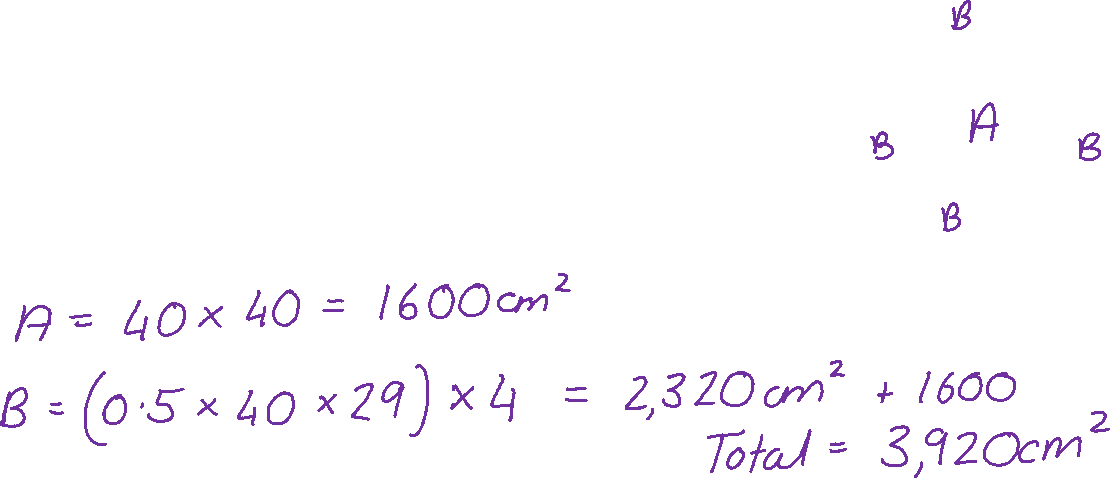 B
B A B
B
A = 40 × 40 = 1600cm²
B = (0.5 × 40 × 29) × 4 = 2,320cm² + 1600
Total = 3,920cm²